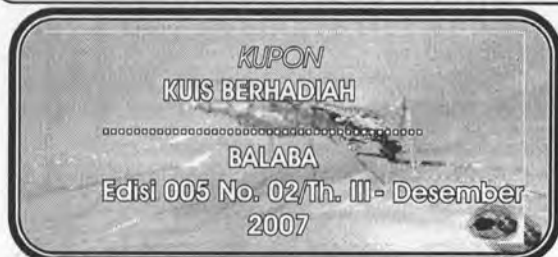 KUPON
KUIS BERHADIAH
BALABA
Edisi 005 No. 02/Th. III - Desember
2007